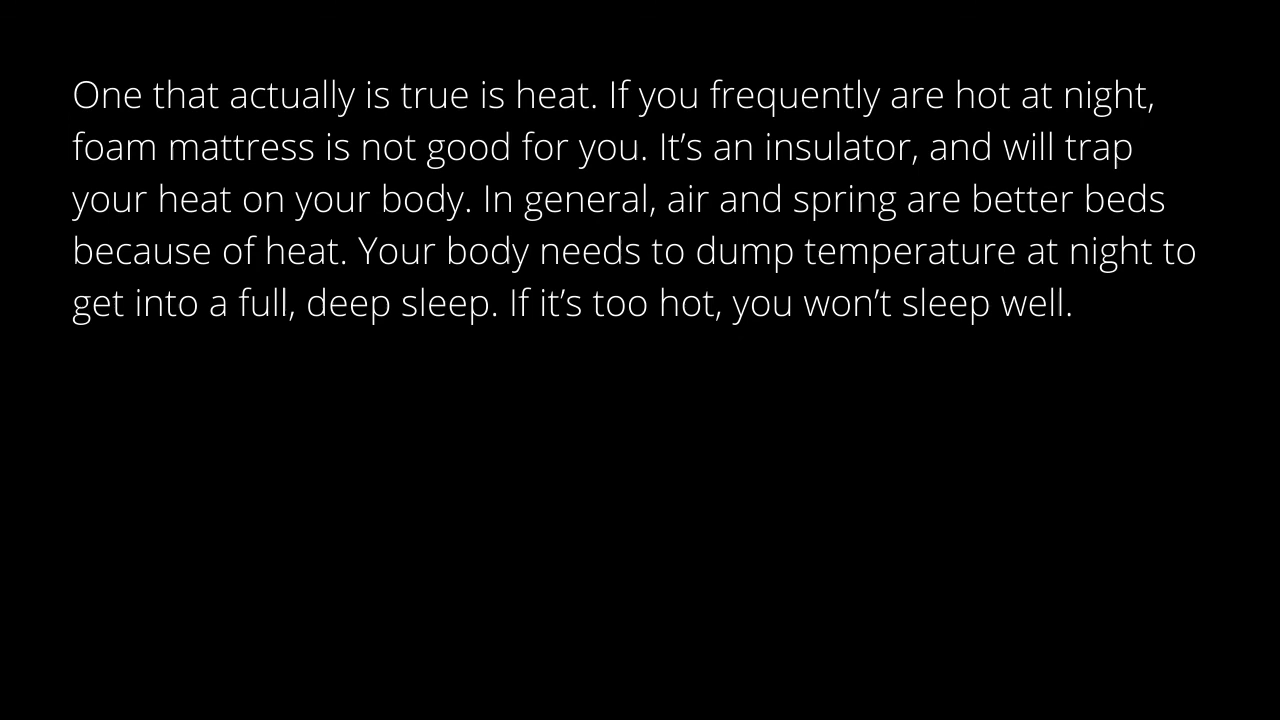 One that actually is true is heat. If you frequently are hot at night,
foam mattress is not good for you. It’s an insulator, and will trap
your heat on your body. In general, air and spring are better beds
because of heat. Your body needs to dump temperature at night to
get into a full, deep sleep. If it’s too hot, you won’t sleep well.